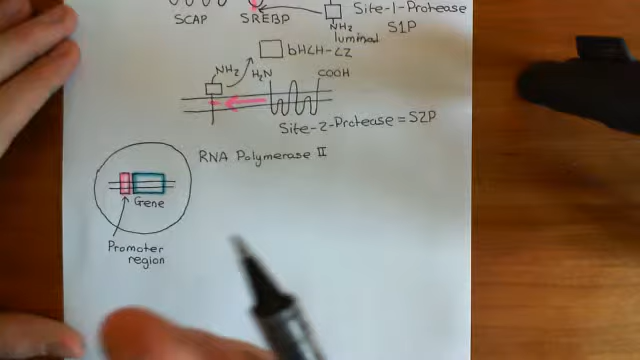 SCAP SREBP
Site-1-Protease
S1P
NH2
luminal
bHLH-LZ
NH2 H2N COOH
Site-2-Protease = S2P
RNA Polymerase II
Gene
Promoter
region